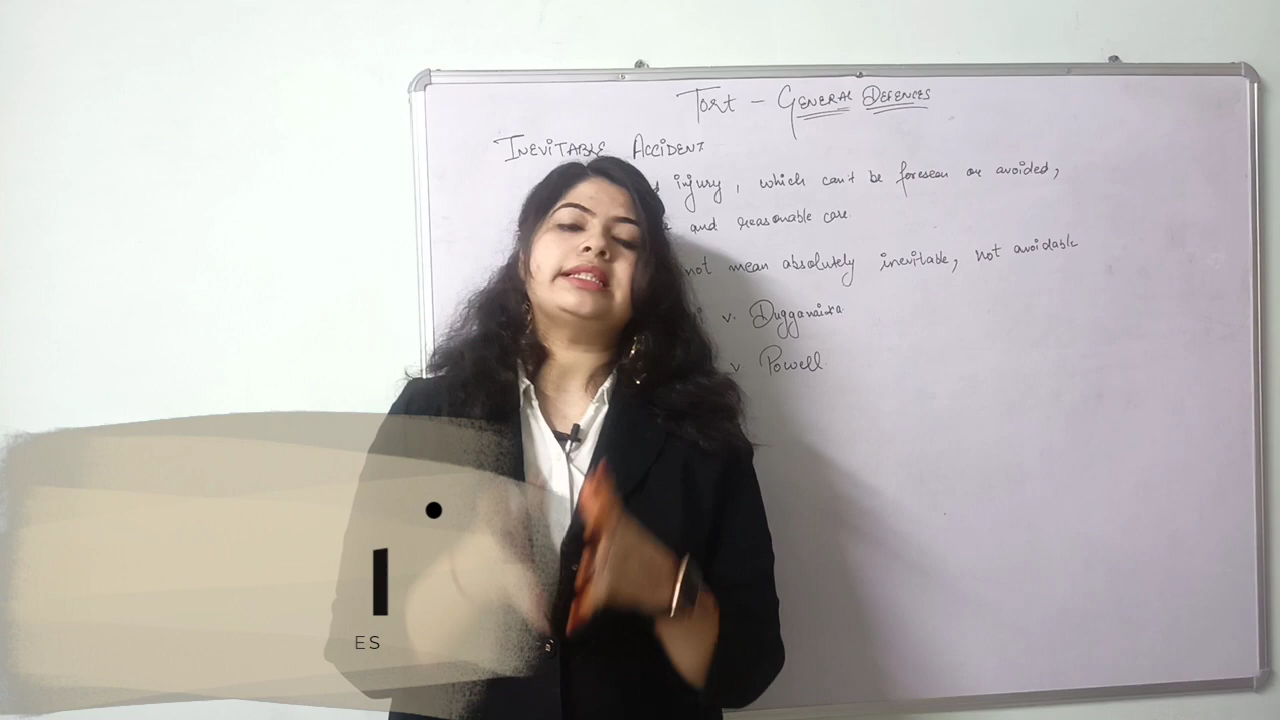 Tort - GENERAL DEFENCES
INEVITABLE ACCIDENT
injury, which can't be foreseen or avoided,
and reasonable care.
not mean absolutely inevitable, not avoidable
v. Dugganaika
v Powell
ES